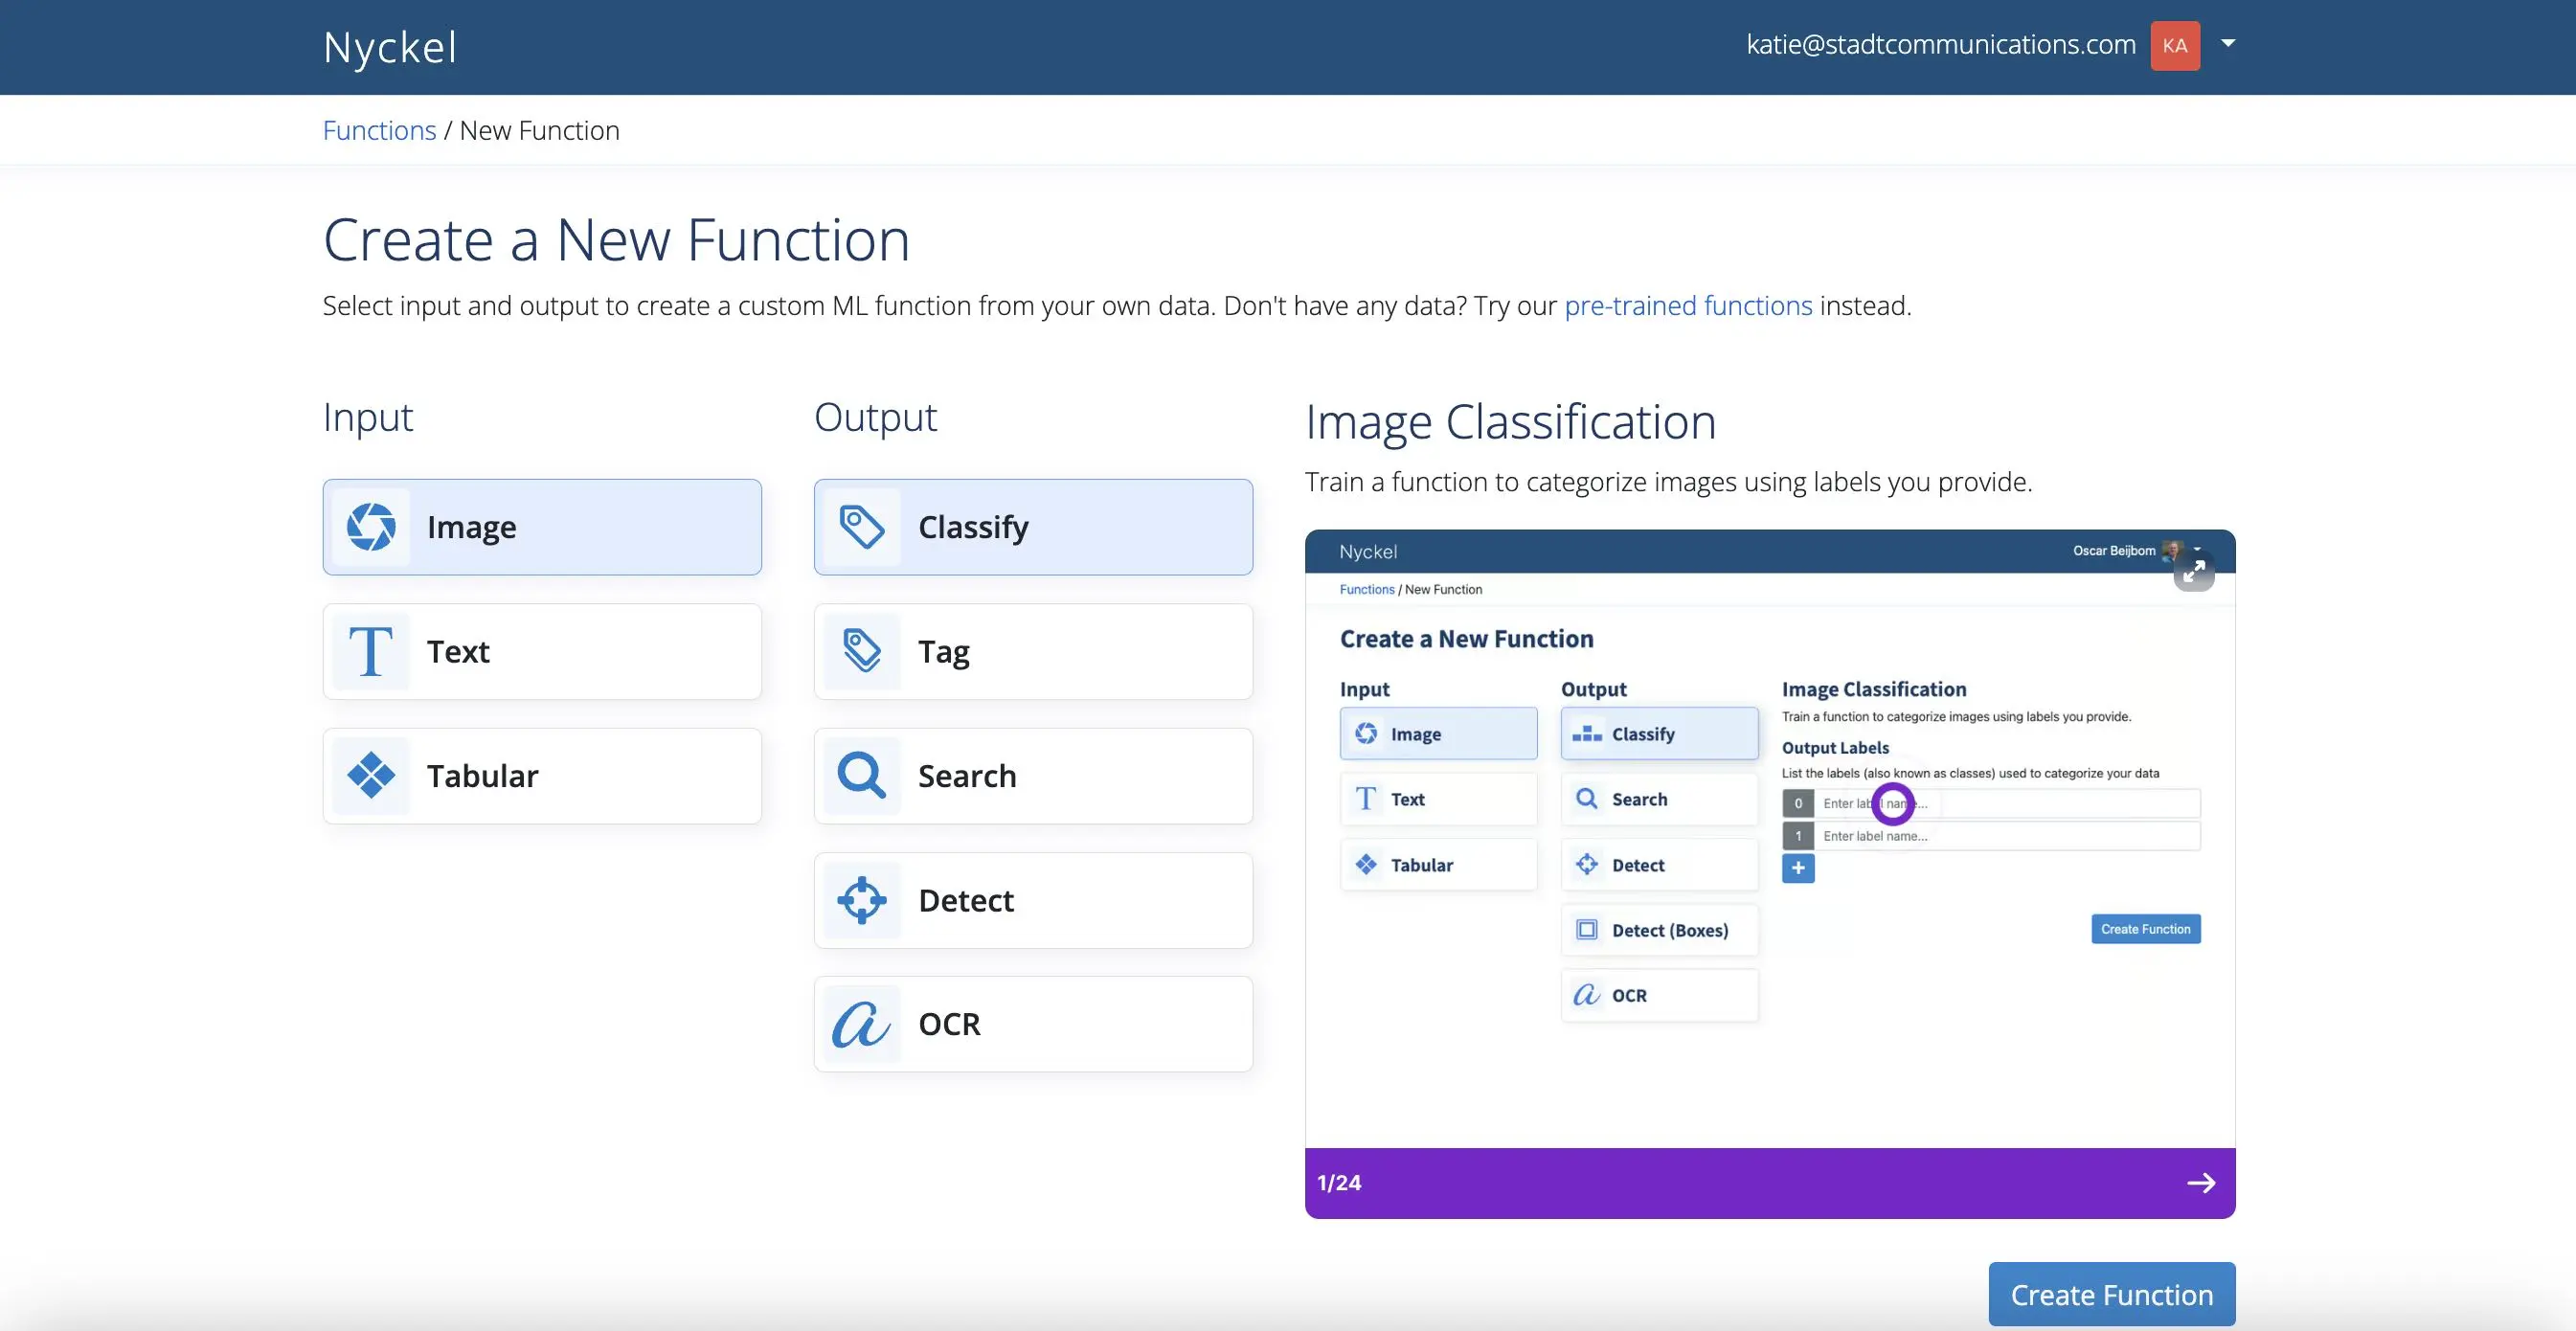 Nyckel
katie@stadtcommunications.com KA
Functions / New Function
Create a New Function
Select input and output to create a custom ML function from your own data. Don't have any data? Try our pre-trained functions instead.
Input
Image
Text
Tabular
Output
Classify
Tag
Search
Detect
OCR
Image Classification
Train a function to categorize images using labels you provide.
Nyckel
Oscar Beijbom
Functions / New Function
Create a New Function
Input
Image
Text
Tabular
Output
Classify
Search
Detect
Detect (Boxes)
OCR
Image Classification
Train a function to categorize images using labels you provide.
Output Labels
List the labels (also known as classes) used to categorize your data
0 Enter label name...
1 Enter label name...
+
Create Function
1/24
Create Function